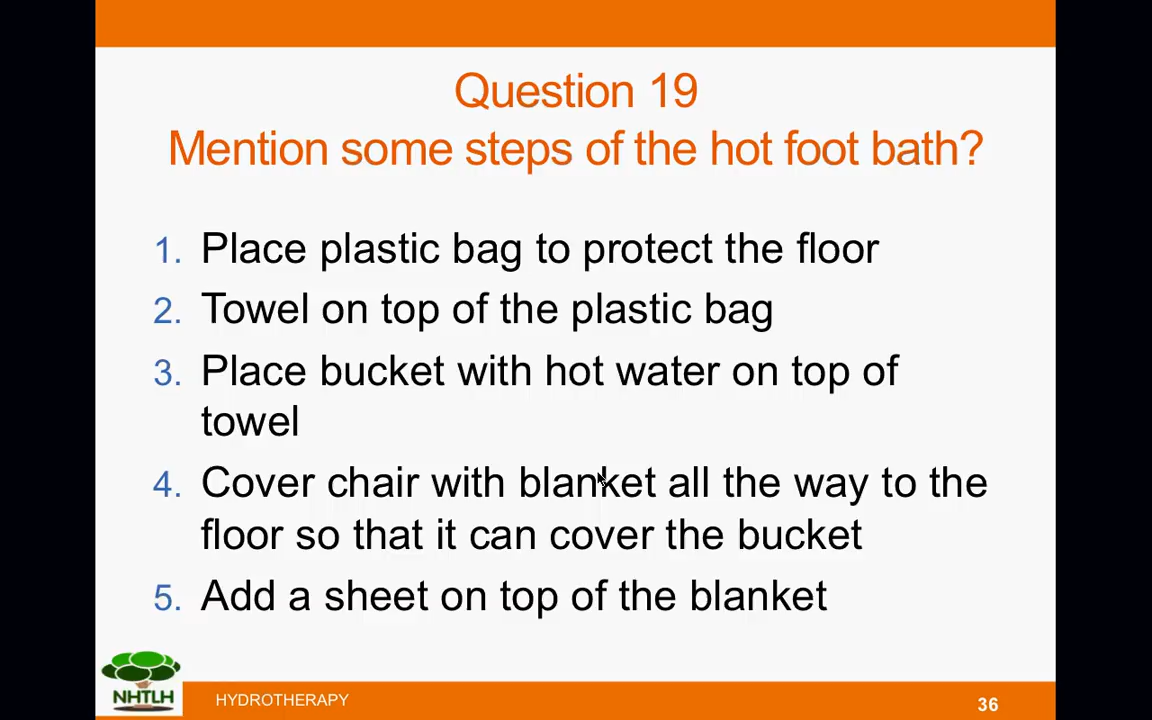 Question 19
Mention some steps of the hot foot bath?
1. Place plastic bag to protect the floor
2. Towel on top of the plastic bag
3. Place bucket with hot water on top of
towel
4. Cover chair with blanket all the way to the
floor so that it can cover the bucket
5. Add a sheet on top of the blanket
NHTLH
HYDROTHERAPY
36